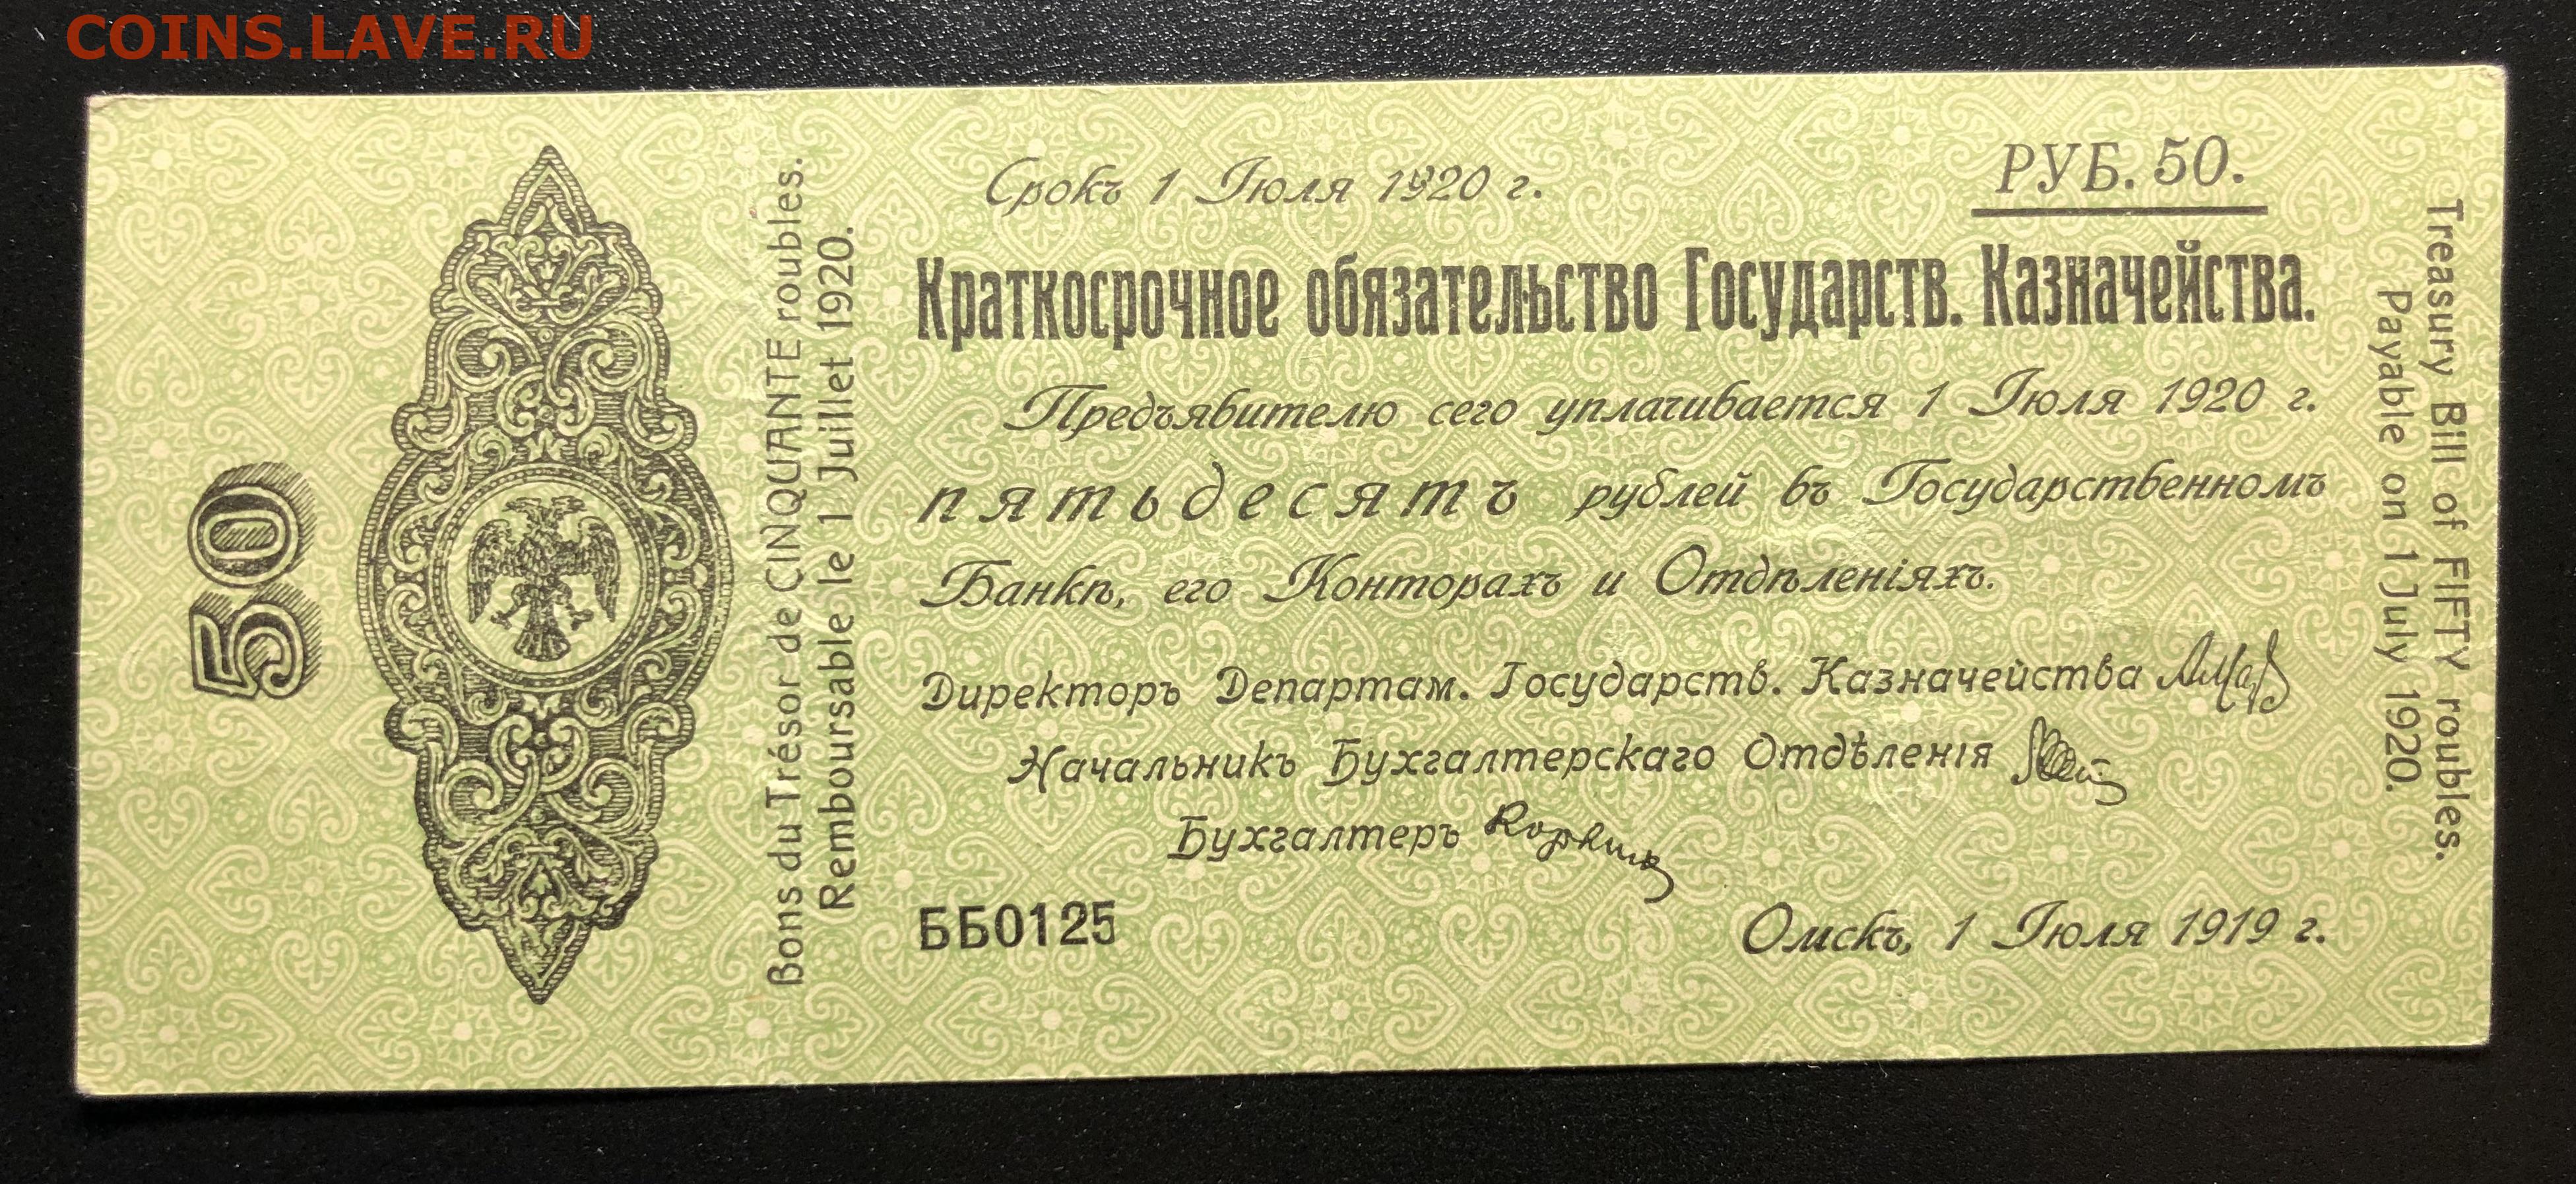 COINS.LAVE.RU
Срокъ 1 Іюля 1920 г.
РУБ. 50.
Краткосрочное обязательство Государств. Казначейства.
Предъявителю сего уплачивается 1 Іюля 1920 г.
пятьдесятъ рублей въ Государственномъ
Банкѣ, его Конторахъ и Отдѣленіяхъ.
Директоръ Департам. Государств. Казначейства
Начальникъ Бухгалтерскаго Отдѣленія
Бухгалтеръ
ББ0125
Омскъ, 1 Іюля 1919 г.
50
Bons du Trésor de CINQUANTE roubles.
Remboursable le 1 Juillet 1920.
Treasury Bill of FIFTY roubles.
Payable on 1 July 1920.